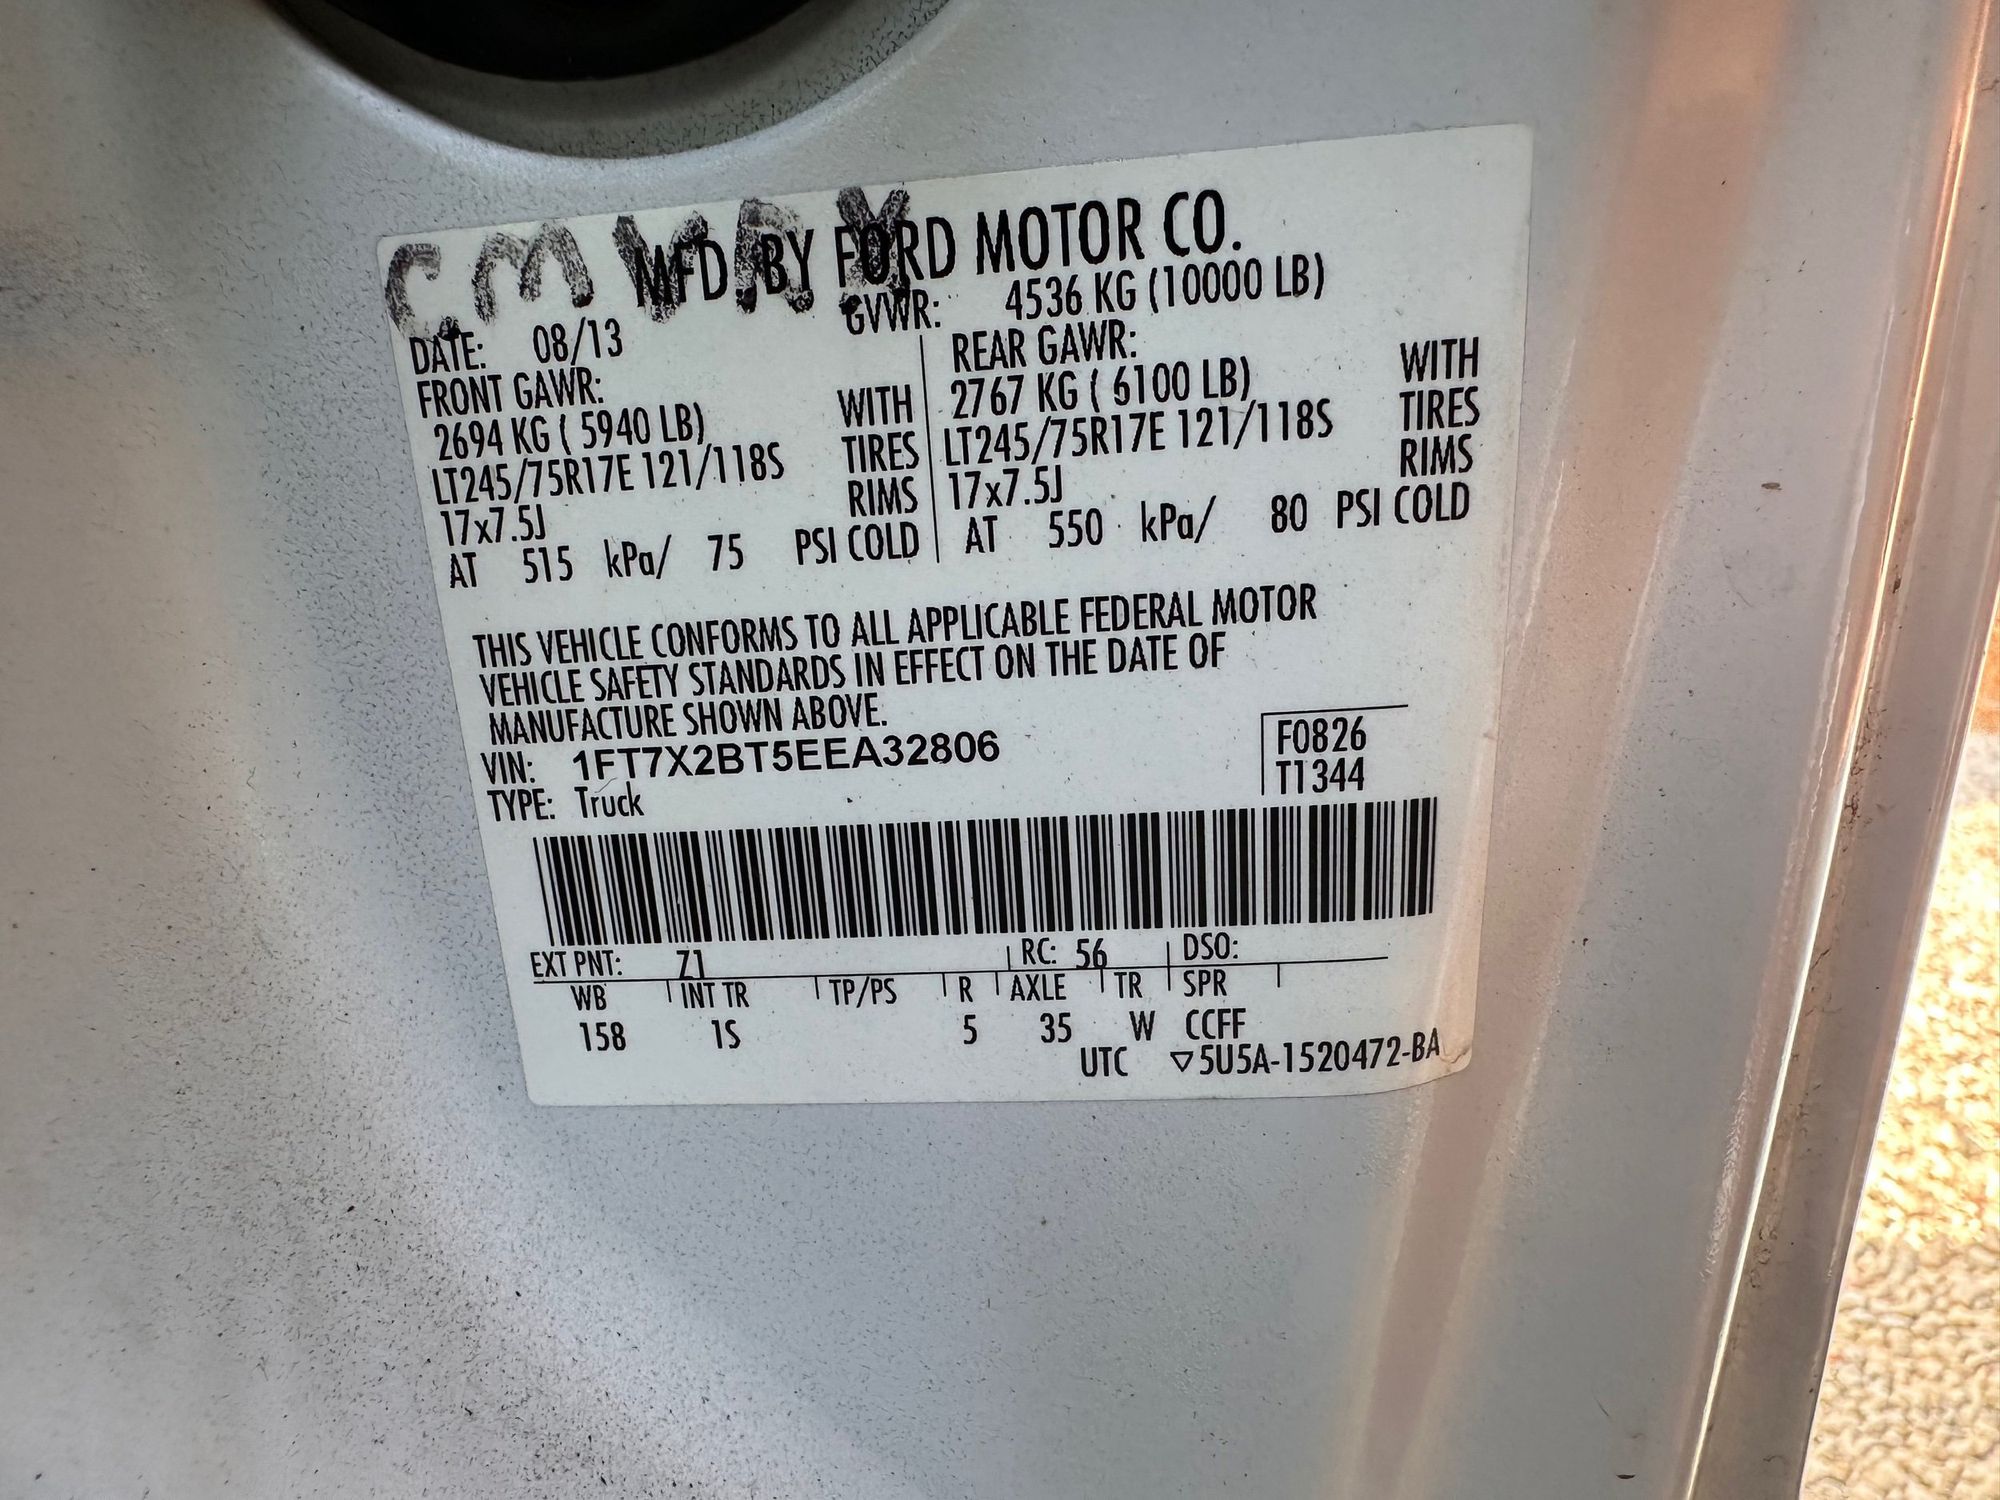 MFD. BY FORD MOTOR CO.
DATE: 08/13 GVWR: 4536 KG (10000 LB)
FRONT GAWR: REAR GAWR:
2694 KG ( 5940 LB) WITH 2767 KG ( 6100 LB) WITH
LT245/75R17E 121/118S TIRES LT245/75R17E 121/118S TIRES
17x7.5J RIMS 17x7.5J RIMS
AT 515 kPa/ 75 PSI COLD AT 550 kPa/ 80 PSI COLD
THIS VEHICLE CONFORMS TO ALL APPLICABLE FEDERAL MOTOR
VEHICLE SAFETY STANDARDS IN EFFECT ON THE DATE OF
MANUFACTURE SHOWN ABOVE.
VIN: 1FT7X2BT5EEA32806 F0826
TYPE: Truck T1344
EXT PNT: Z1 RC: 56 DSO:
WB INT TR TP/PS R AXLE TR SPR
158 1S 5 35 W CCFF
UTC ▽5U5A-1520472-BA